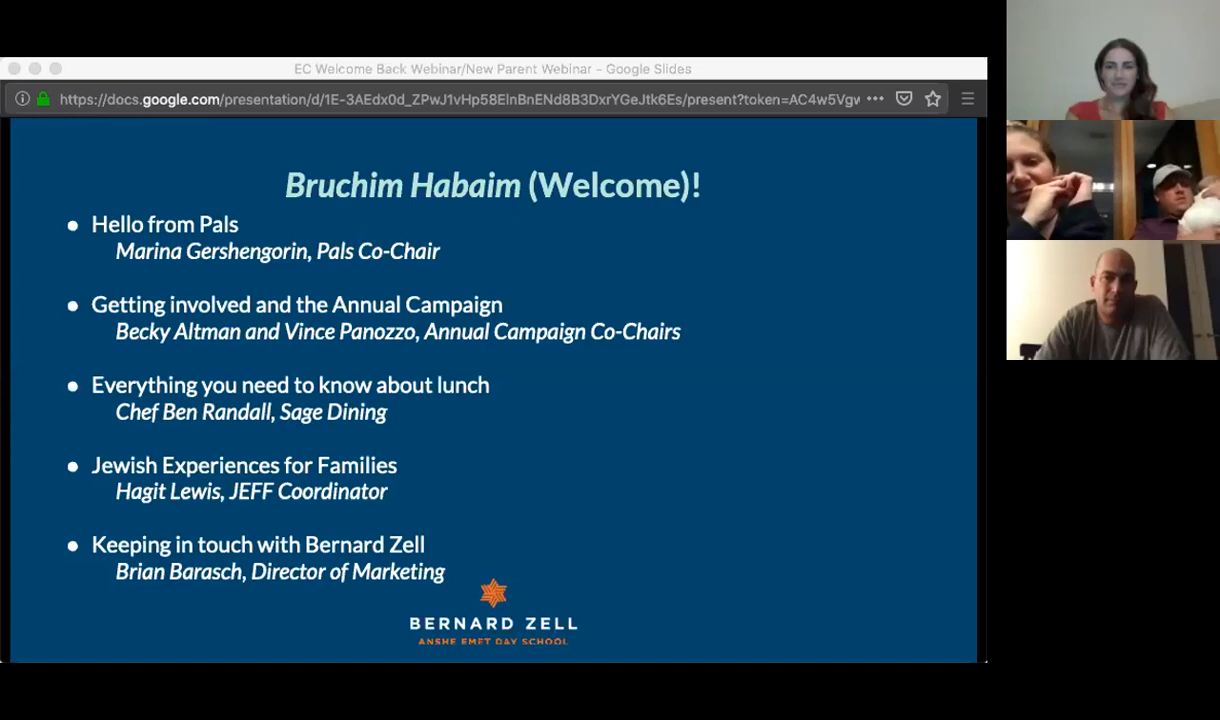 EC Welcome Back Webinar/New Parent Webinar – Google Slides
https://docs.google.com/presentation/d/1E-3AEdx0d_ZPwJ1vHp58ElnBnENd8B3DxrYGeJtk6Es/present?token=AC4w5Vgw
Bruchim Habaim (Welcome)!
● Hello from Pals
Marina Gershengorin, Pals Co-Chair
● Getting involved and the Annual Campaign
Becky Altman and Vince Panozzo, Annual Campaign Co-Chairs
● Everything you need to know about lunch
Chef Ben Randall, Sage Dining
● Jewish Experiences for Families
Hagit Lewis, JEFF Coordinator
● Keeping in touch with Bernard Zell
Brian Barasch, Director of Marketing
BERNARD ZELL
ANSHE EMET DAY SCHOOL